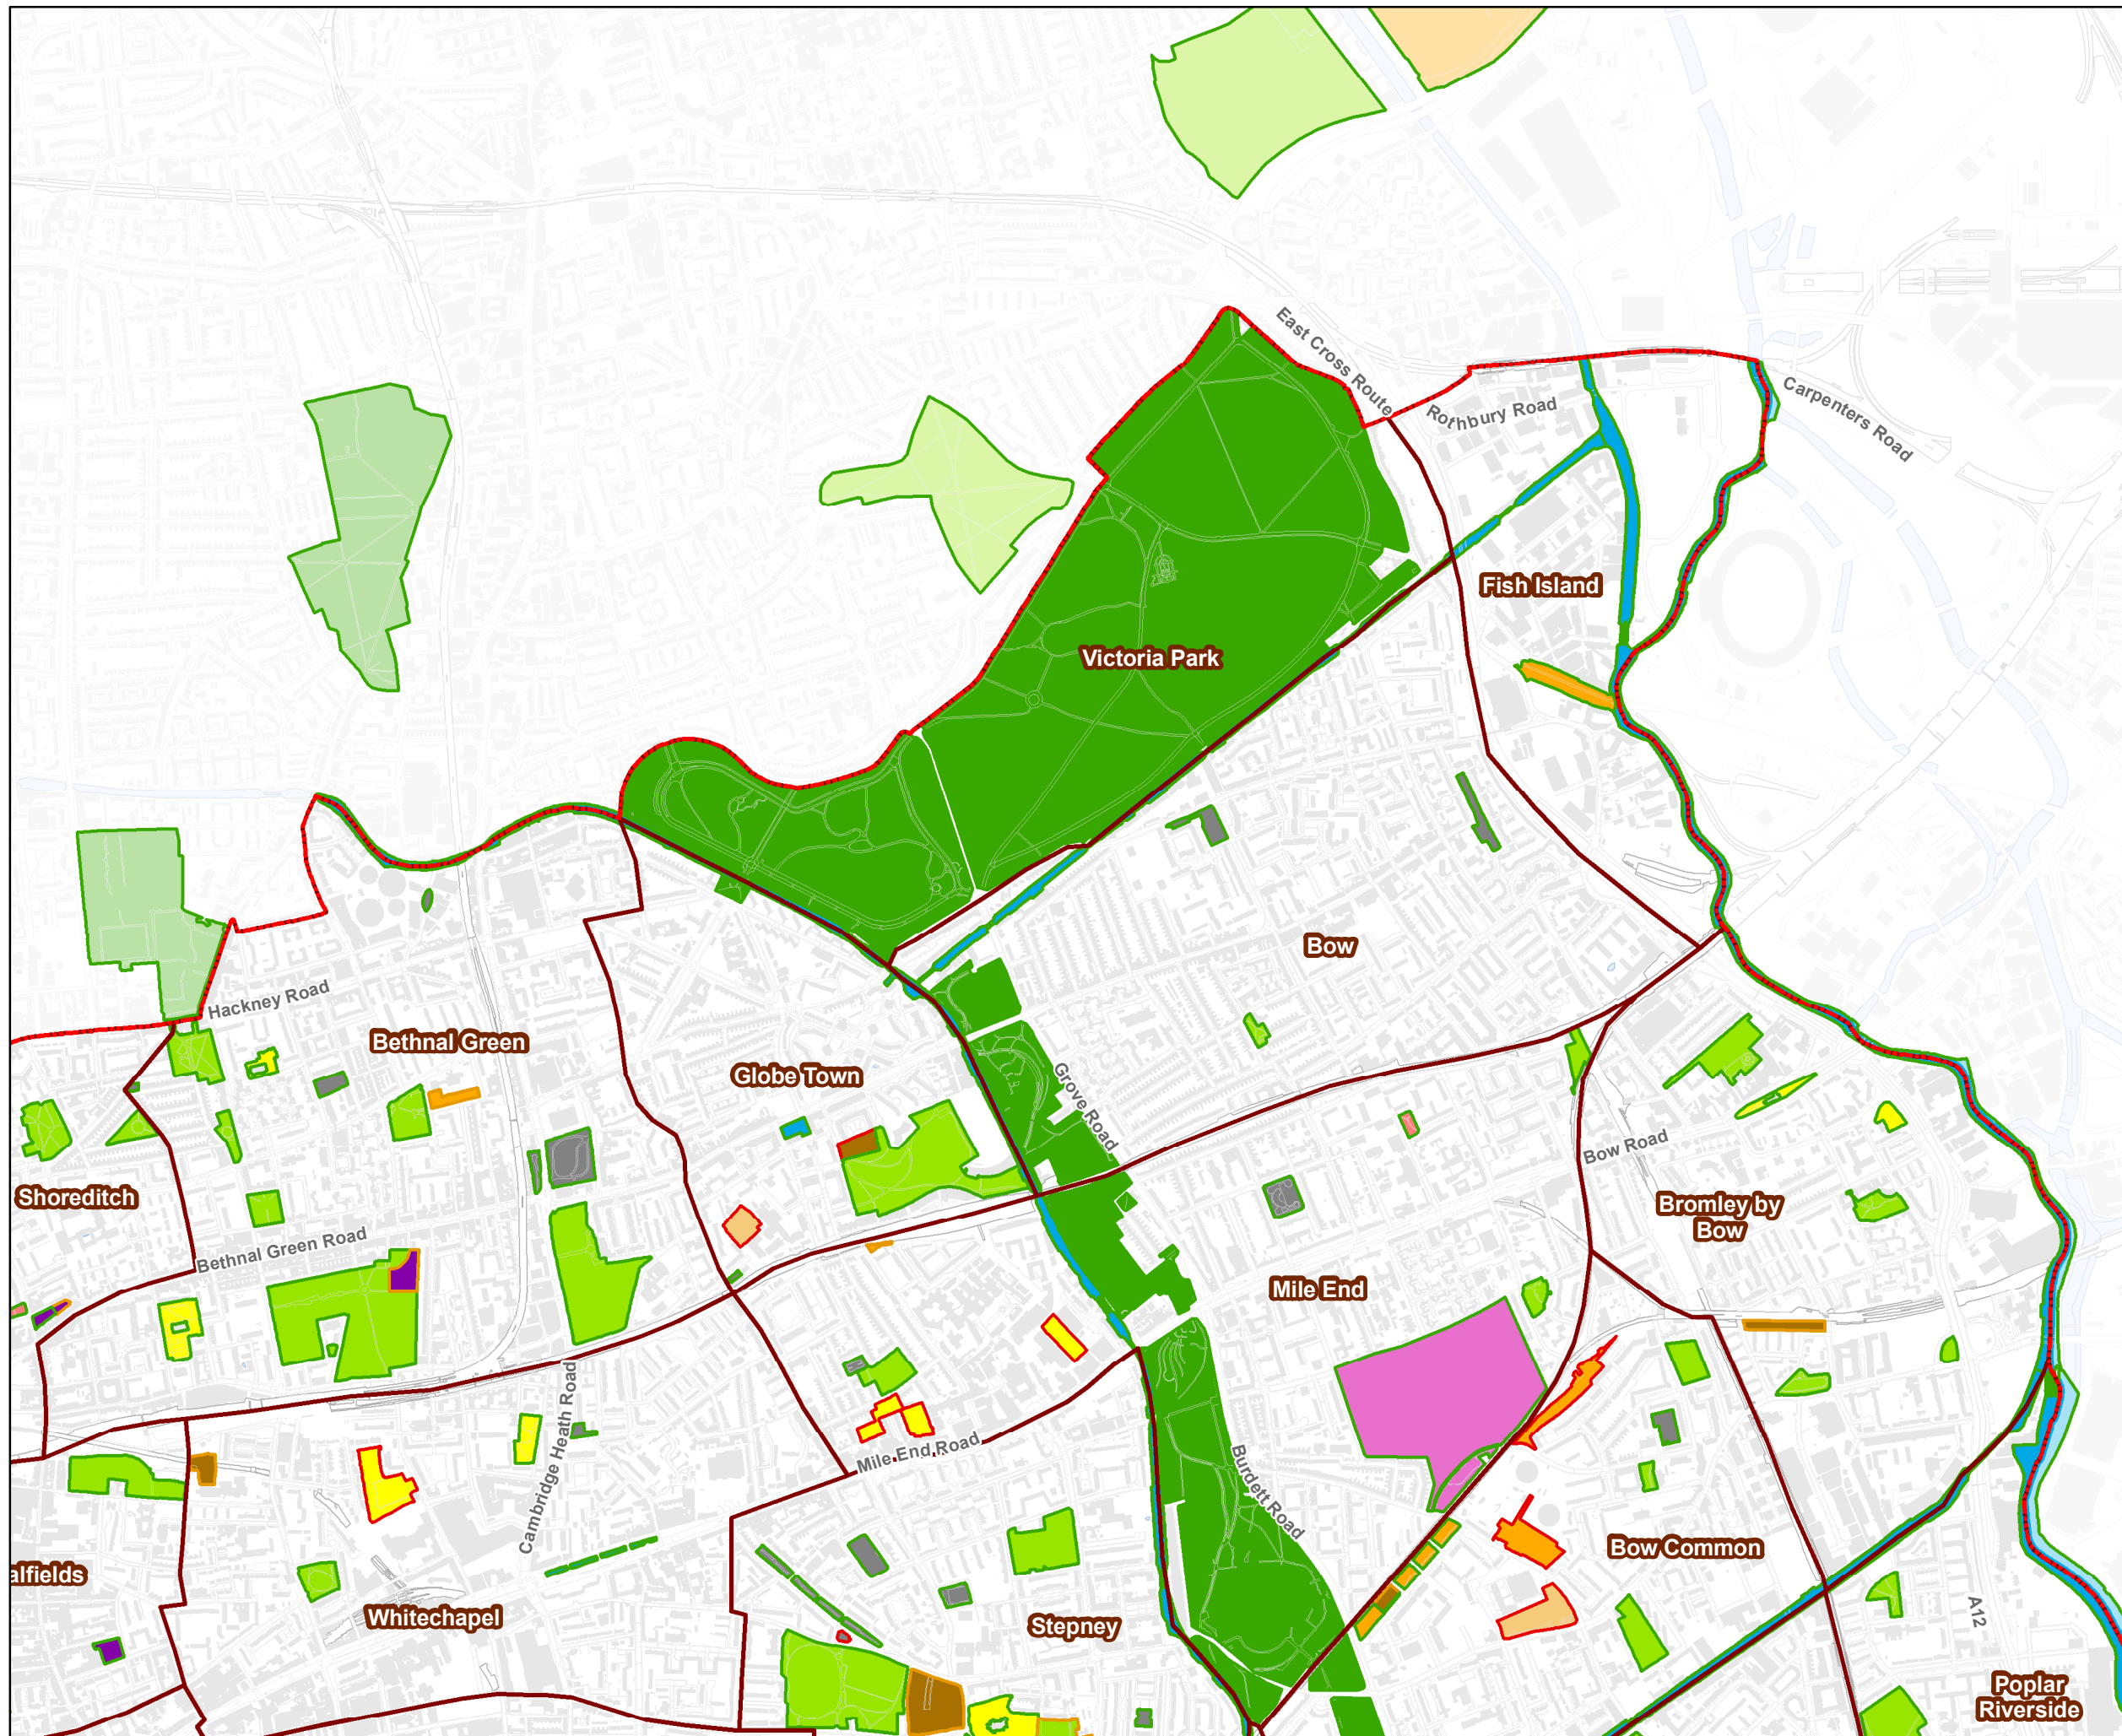 East Cross Route
Rothbury Road
Carpenters Road
Fish Island
Victoria Park
Bow
Hackney Road
Bethnal Green
Globe Town
Grove Road
Bow Road
Shoreditch
Bromley by
Bow
Bethnal Green Road
Mile End
Cambridge Heath Road
Mile End Road
Burdett Road
Bow Common
alfields
Whitechapel
Stepney
A12
Poplar
Riverside